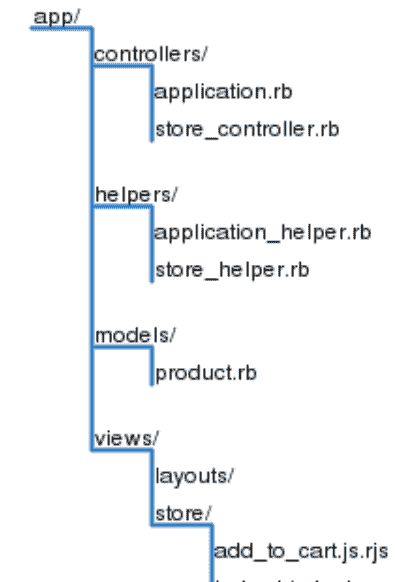 app/
controllers/
application.rb
store_controller.rb
helpers/
application_helper.rb
store_helper.rb
models/
product.rb
views/
layouts/
store/
add_to_cart.js.rjs